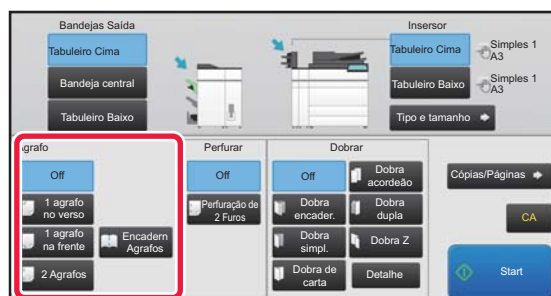 Bandejas Saída
Insersor
Tabuleiro Cima
Tabuleiro Cima
Simples 1
A3
Bandeja central
Tabuleiro Baixo
Simples 1
A3
Tabuleiro Baixo
Tipo e tamanho
grafo
Perfurar
Dobrar
Off
Off
Off
Dobra
acordeão
Cópias/Páginas
1 agrafo
no verso
Perfuração de
2 Furos
Dobra
encader.
Dobra
dupla
CA
1 agrafo
na frente
Encadern
Agrafos
Dobra
simpl.
Dobra Z
2 Agrafos
Dobra de
carta
Detalhe
Start